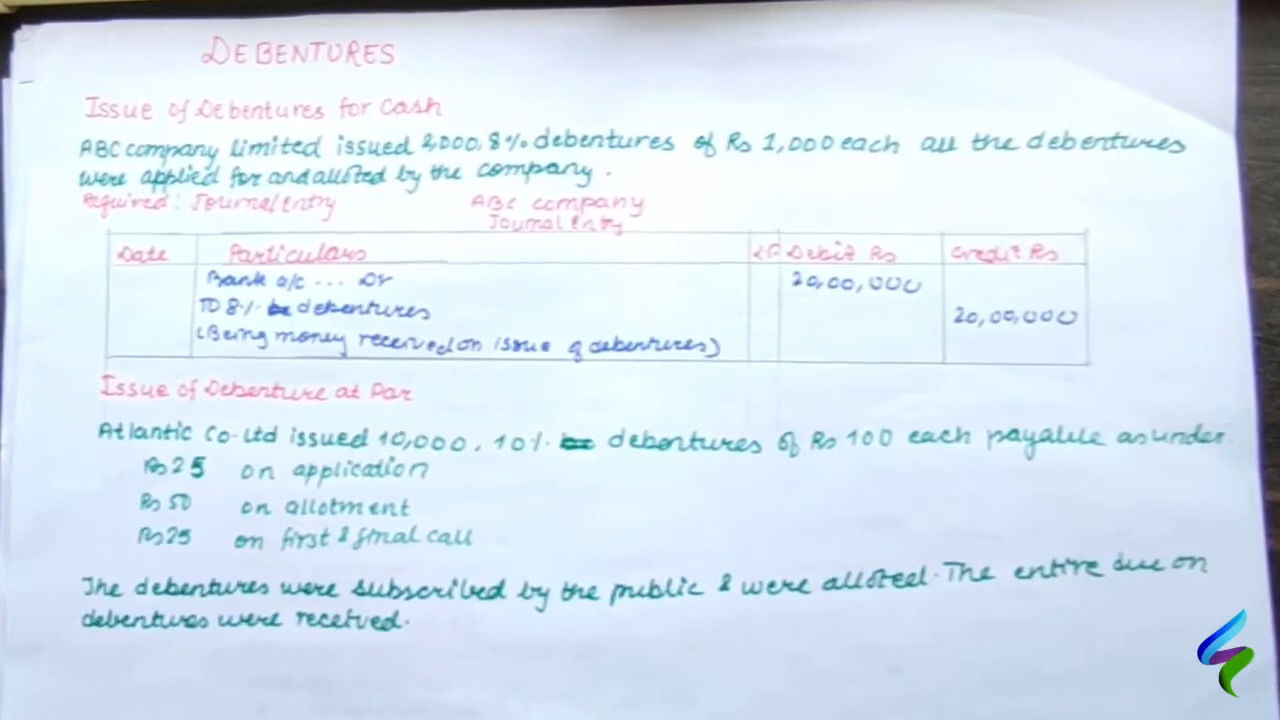 DEBENTURES
Issue of Debentures for Cash
ABC company limited issued 2,000, 8% debentures of Rs 1,000 each all the debentures
were applied for and alloted by the company.
Required: Journal Entry
ABC company
Journal Entry
Date Particulars LF Debit Rs Credit Rs
Bank a/c ... Dr 20,00,000
TO 8% debentures 20,00,000
(Being money received on issue of debentures)
Issue of Debenture at Par
Atlantic Co-Ltd issued 10,000, 10% debentures of Rs 100 each payable as under
Rs 25 on application
Rs 50 on allotment
Rs 25 on first & final call
The debentures were subscribed by the public & were alloted. The entire due on
debentures were received.